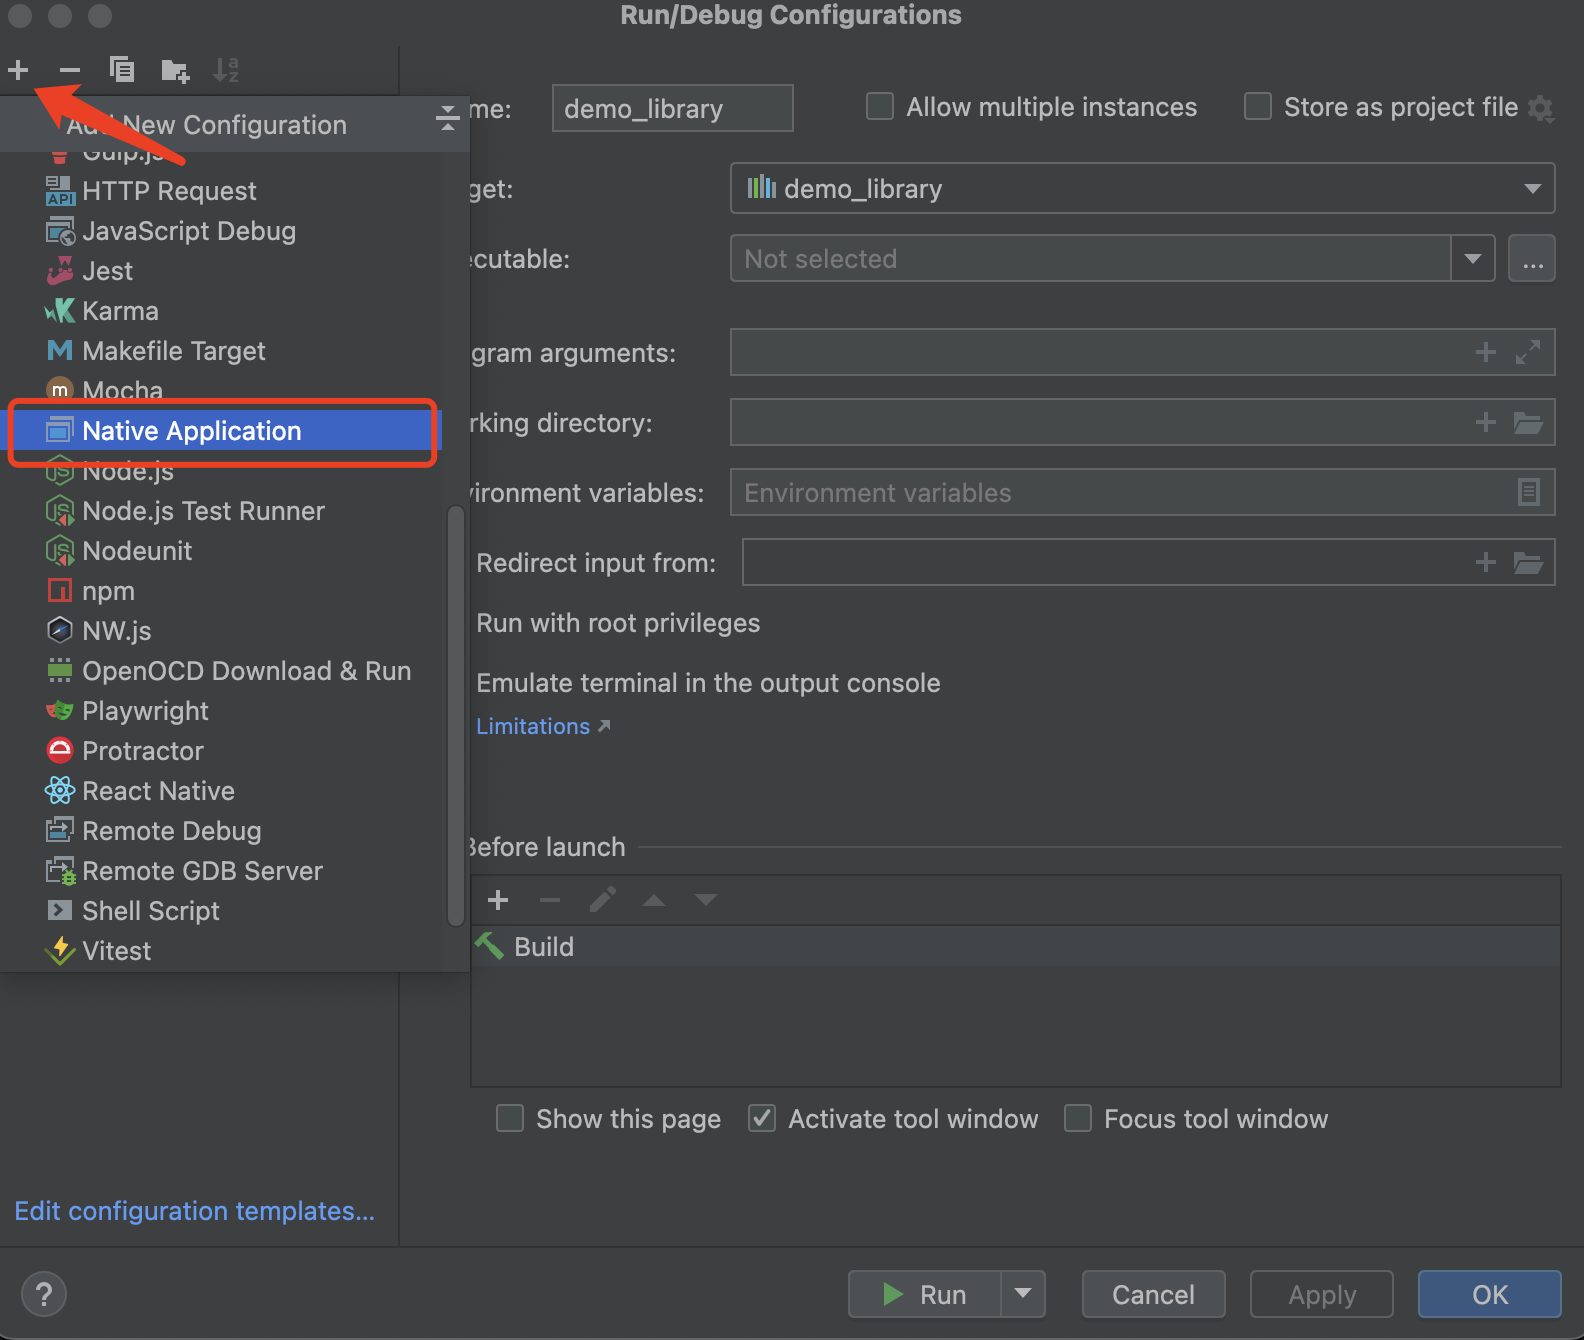 Run/Debug Configurations
Add New Configuration
Gulp.js
HTTP Request
JavaScript Debug
Jest
Karma
Makefile Target
Mocha
Native Application
Node.js
Node.js Test Runner
Nodeunit
npm
NW.js
OpenOCD Download & Run
Playwright
Protractor
React Native
Remote Debug
Remote GDB Server
Shell Script
Vitest
Edit configuration templates...
me: demo_library Allow multiple instances Store as project file
get: demo_library
ecutable: Not selected ...
gram arguments:
rking directory:
vironment variables: Environment variables
Redirect input from:
Run with root privileges
Emulate terminal in the output console
Limitations
Before launch
Build
Show this page Activate tool window Focus tool window
? Run Cancel Apply OK